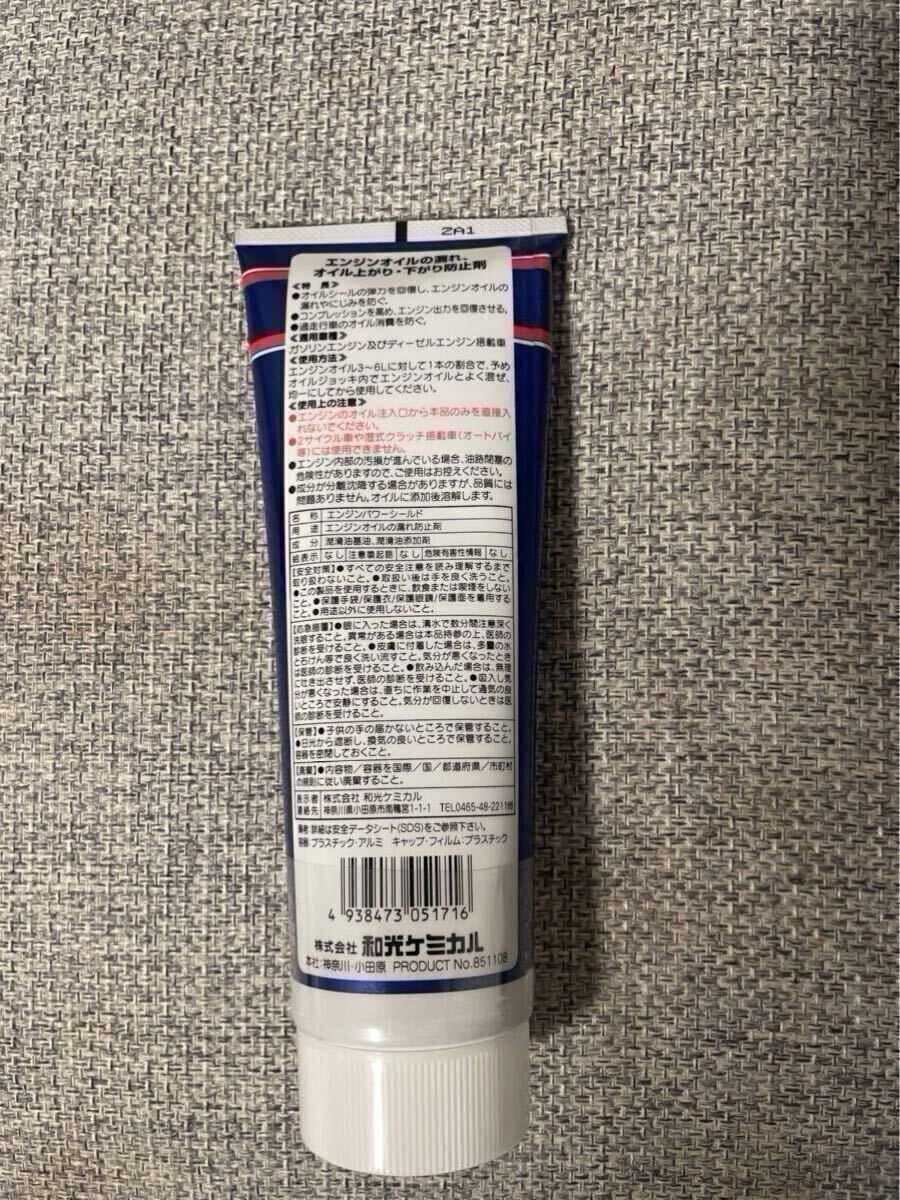 ZA1
エンジンオイルの漏れ、
オイル上がり・下がり防止剤
≪特 長≫
●オイルシールの弾力を回復し、エンジンオイルの
漏れやにじみを防ぐ。
●コンプレッションを高め、エンジン出力を回復させる。
●過走行車のオイル消費を防ぐ。
≪適用車種≫
ガソリンエンジン及びディーゼルエンジン搭載車
≪使用方法≫
エンジンオイル3〜6Lに対して1本の割合で、予め
オイルジョッキ内でエンジンオイルとよく混ぜ、
均一にしてから使用してください。
≪使用上の注意≫
●エンジンのオイル注入口から本品のみを直接入
れないでください。
●2サイクル車や湿式クラッチ搭載車(オートバイ
等)には使用できません。
●エンジン内部の汚損が進んでいる場合、油路閉塞の
危険性がありますので、ご使用はお控えください。
●成分が分離沈降する場合がありますが、品質には
問題ありません。オイルに添加後溶解します。
名 称 エンジンパワーシールド
用 途 エンジンオイルの漏れ防止剤
成 分 潤滑油基油、潤滑油添加剤
絵表示 なし 注意喚起語 なし 危険有害性情報 なし
【安全対策】●すべての安全注意を読み理解するまで
取り扱わないこと。●取扱い後は手を良く洗うこと。
●この製品を使用するときに、飲食または喫煙をしない
こと。●保護手袋/保護衣/保護眼鏡/保護面を着用する
こと。●用途以外に使用しないこと。
【応急措置】●眼に入った場合は、清水で数分間注意深く
洗眼すること。異常がある場合は本品持参の上、医師の
診断を受けること。●皮膚に付着した場合は、多量の水
と石けん等で良く洗い流すこと。気分が悪くなったとき
は医師の診断を受けること。●飲み込んだ場合は、無理
に吐き出させず、医師の診断を受けること。●吸入し気
分が悪くなった場合は、直ちに作業を中止して通気の良
いところで安静にすること。気分が回復しないときは医
師の診断を受けること。
【保管】●子供の手の届かないところで保管すること。
●日光から遮断し、換気の良いところで保管すること。
容器を密閉しておくこと。
【廃棄】●内容物/容器を国際/国/都道府県/市町村
の規則に従い廃棄すること。
表示者 株式会社 和光ケミカル
連絡先 神奈川県小田原市南鴨宮1-1-1 TEL0465-48-2211㈹
備考:詳細は安全データシート(SDS)をご参照下さい。
容器:プラスチック・アルミ キャップ・フィルム:プラスチック
4 938473 051716
株式会社 和光ケミカル
本社:神奈川・小田原 PRODUCT No.851108